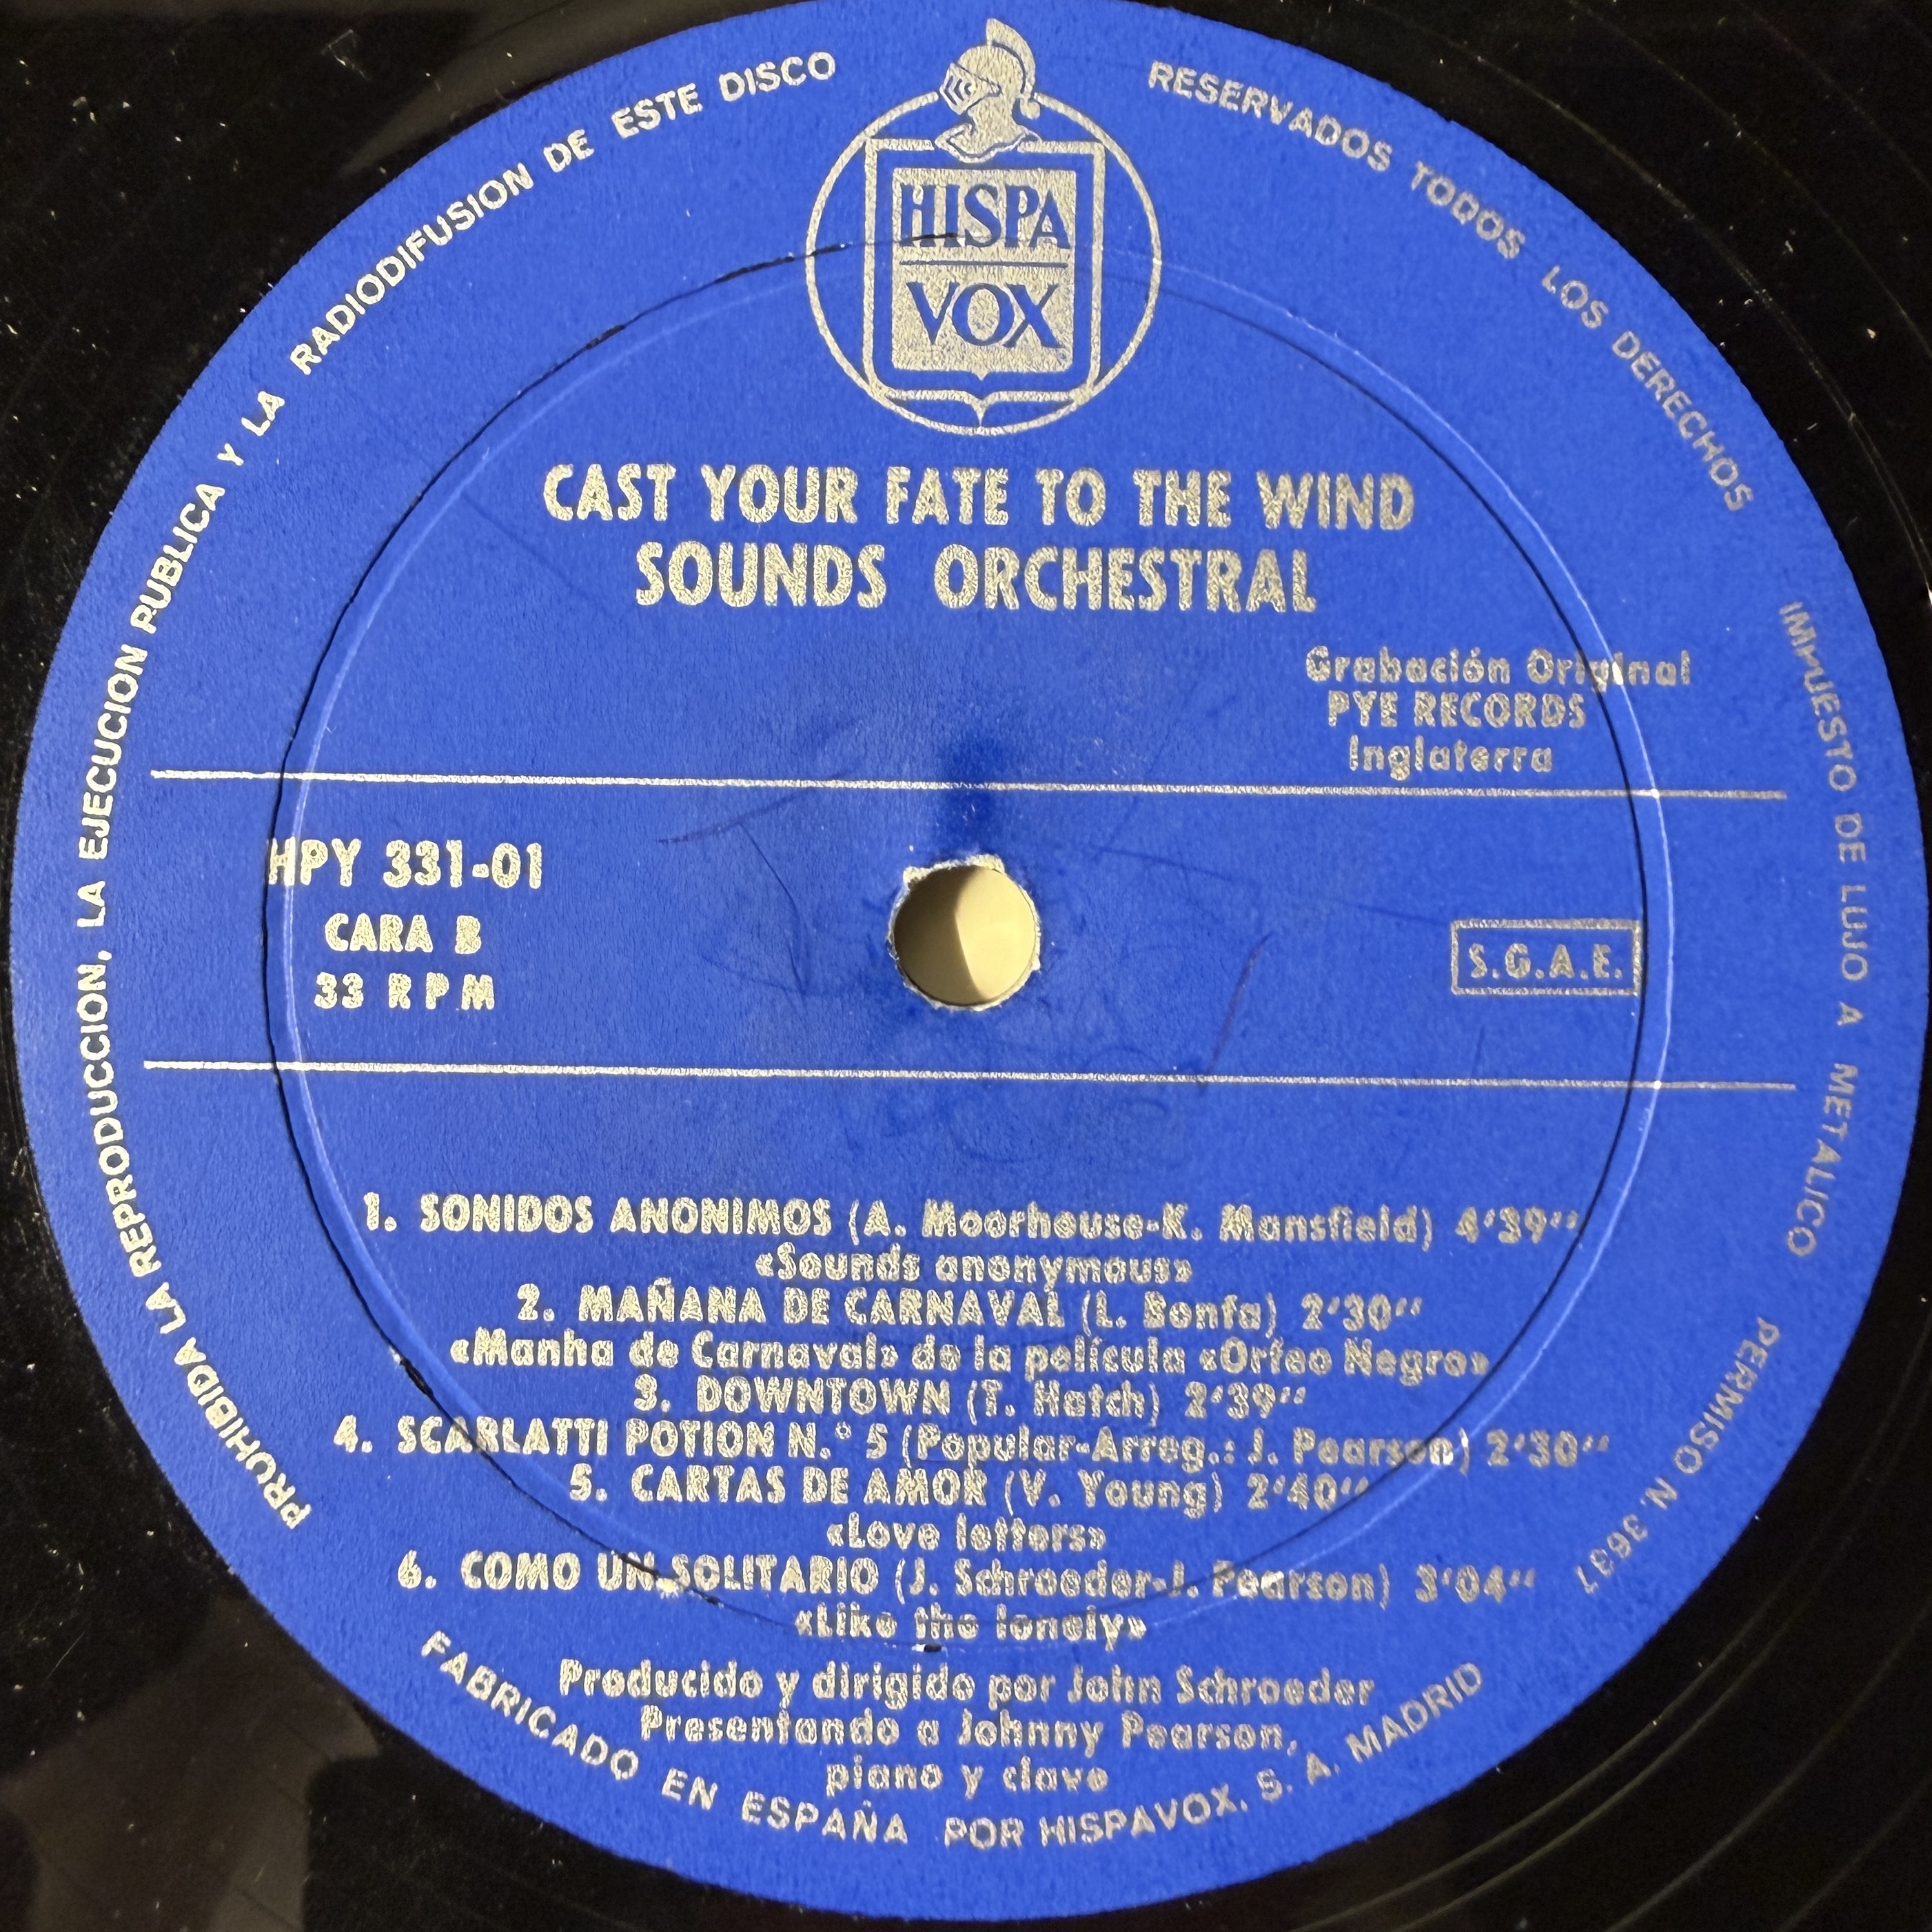 PROHIBIDA LA REPRODUCCION, LA EJECUCION PUBLICA Y LA RADIODIFUSION DE ESTE DISCO
RESERVADOS TODOS LOS DERECHOS
IMPUESTO DE LUJO A METALICO
PERMISO N. 3697
HISPA
VOX
CAST YOUR FATE TO THE WIND
SOUNDS ORCHESTRAL
Grabación Original
PYE RECORDS
Inglaterra
HPY 331-01
CARA B
33 RPM
S.G.A.E.
1. SONIDOS ANONIMOS (A. Moorhouse-K. Mansfield) 4'39''
«Sounds anonymous»
2. MAÑANA DE CARNAVAL (L. Bonfa) 2'30''
«Manha de Carnaval» de la película «Orfeo Negro»
3. DOWNTOWN (T. Hatch) 2'39''
4. SCARLATTI POTION N.° 5 (Popular-Arreg.: J. Pearson) 2'30''
5. CARTAS DE AMOR (V. Young) 2'40''
«Love letters»
6. COMO UN SOLITARIO (J. Schroeder-J. Pearson) 3'04''
«Like the lonely»
Producido y dirigido por John Schroeder
Presentando a Johnny Pearson,
piano y clave
FABRICADO EN ESPAÑA POR HISPAVOX, S. A. MADRID